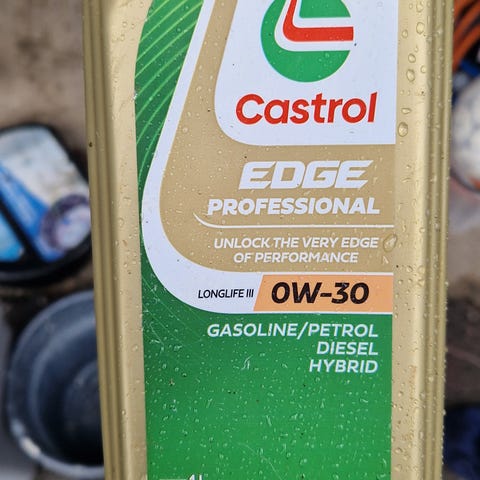 Castrol
EDGE
PROFESSIONAL
UNLOCK THE VERY EDGE
OF PERFORMANCE
LONGLIFE III 0W-30
GASOLINE/PETROL
DIESEL
HYBRID